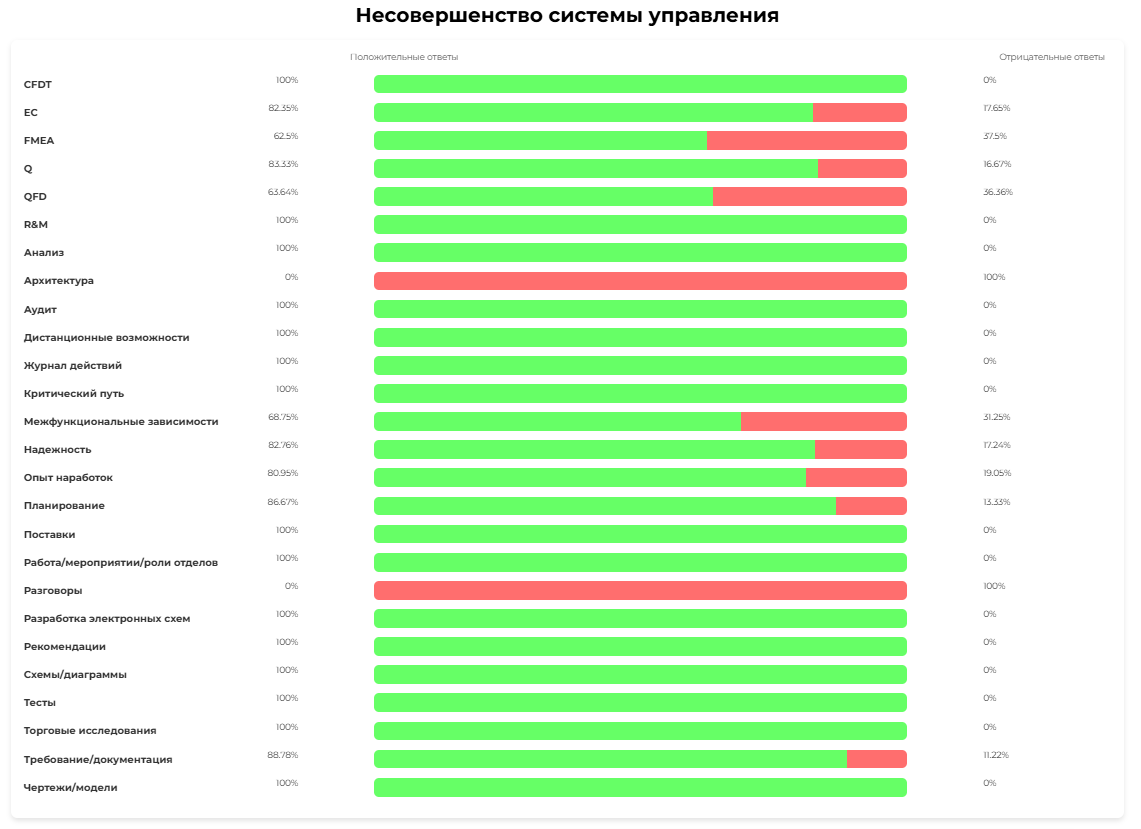 Несовершенство системы управления
Положительные ответы Отрицательные ответы
CFDT 100% 0%
EC 82.35% 17.65%
FMEA 62.5% 37.5%
Q 83.33% 16.67%
QFD 63.64% 36.36%
R&M 100% 0%
Анализ 100% 0%
Архитектура 0% 100%
Аудит 100% 0%
Дистанционные возможности 100% 0%
Журнал действий 100% 0%
Критический путь 100% 0%
Межфункциональные зависимости 68.75% 31.25%
Надежность 82.76% 17.24%
Опыт наработок 80.95% 19.05%
Планирование 86.67% 13.33%
Поставки 100% 0%
Работа/мероприятии/роли отделов 100% 0%
Разговоры 0% 100%
Разработка электронных схем 100% 0%
Рекомендации 100% 0%
Схемы/диаграммы 100% 0%
Тесты 100% 0%
Торговые исследования 100% 0%
Требование/документация 88.78% 11.22%
Чертежи/модели 100% 0%